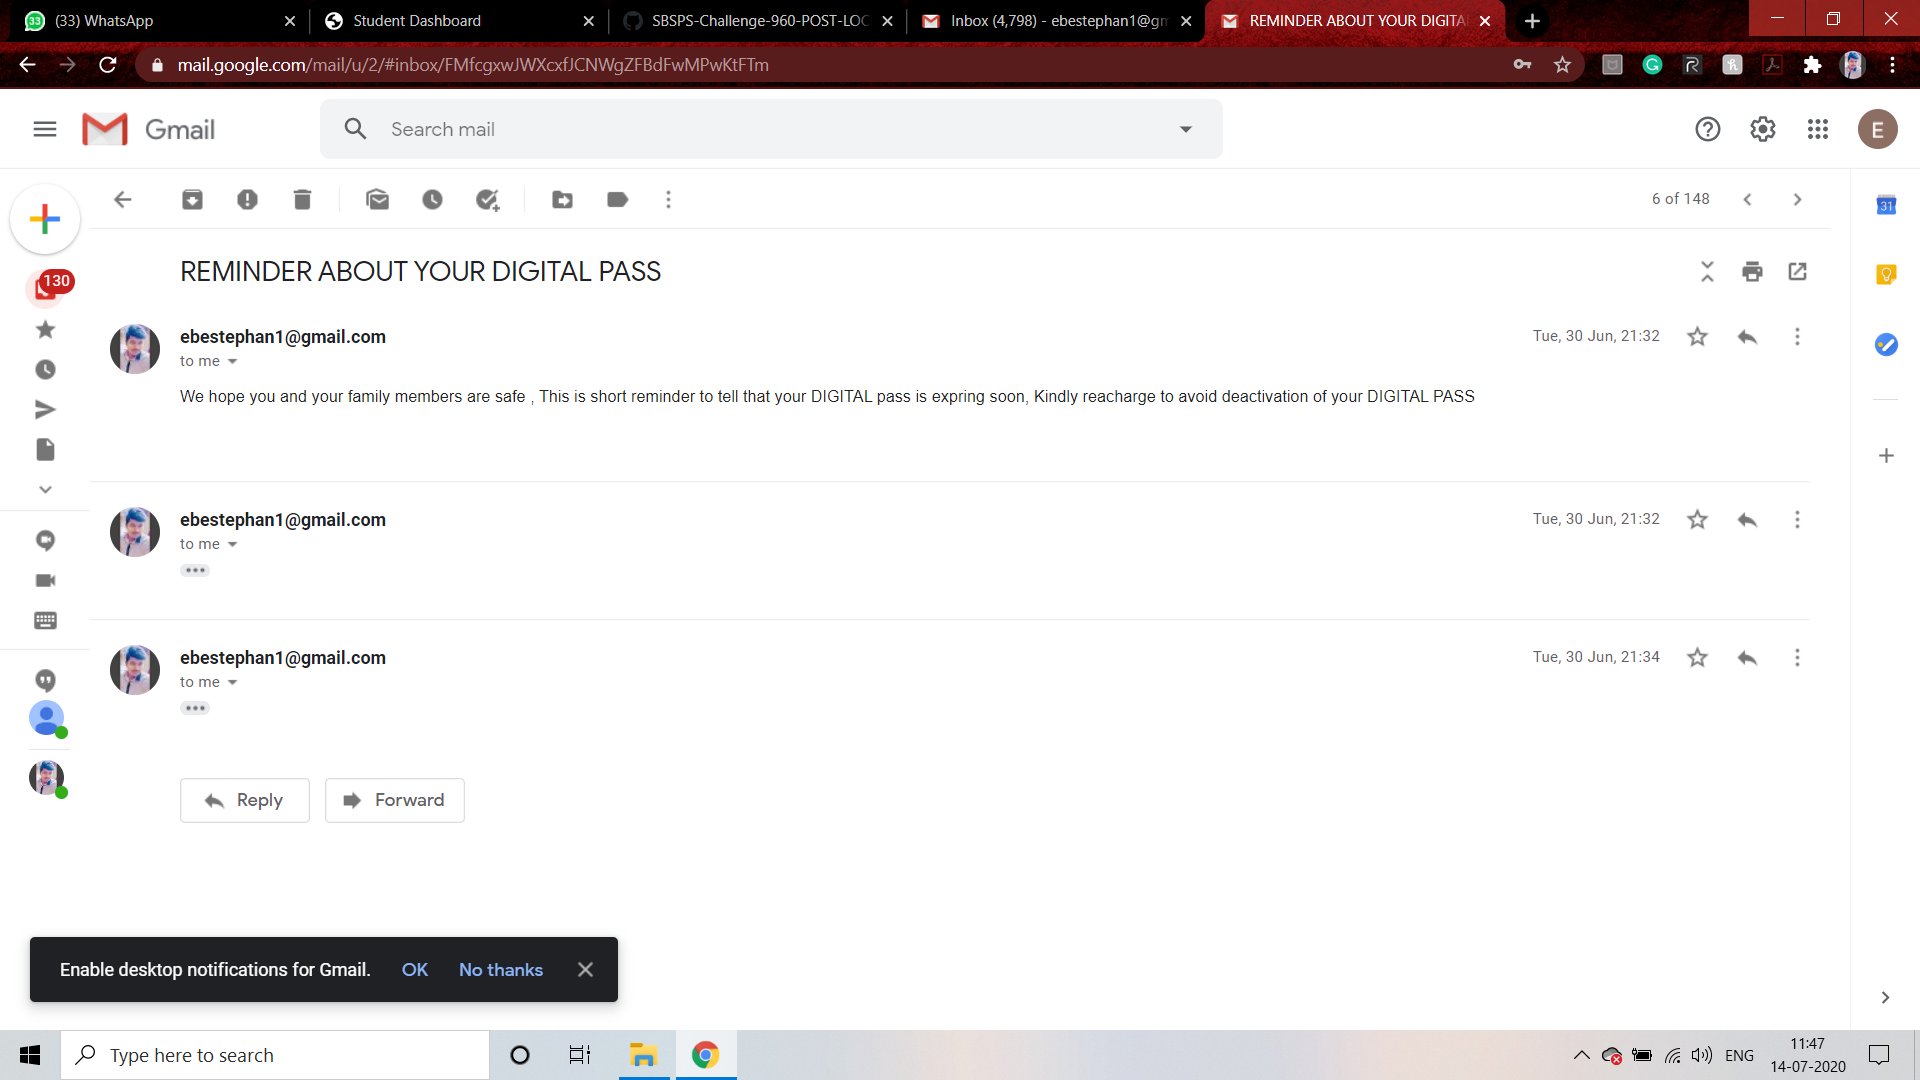 (33) WhatsApp
Student Dashboard
SBSPS-Challenge-960-POST-LOC
Inbox (4,798) - ebestephan1@gm
REMINDER ABOUT YOUR DIGITA
mail.google.com/mail/u/2/#inbox/FMfcgxwJWXcxfJCNWgZFBdFwMPwKtFTm
Gmail
Search mail
E
6 of 148
31
130
REMINDER ABOUT YOUR DIGITAL PASS
ebestephan1@gmail.com
Tue, 30 Jun, 21:32
to me
We hope you and your family members are safe , This is short reminder to tell that your DIGITAL pass is expring soon, Kindly reacharge to avoid deactivation of your DIGITAL PASS
ebestephan1@gmail.com
Tue, 30 Jun, 21:32
to me
ebestephan1@gmail.com
Tue, 30 Jun, 21:34
to me
Reply
Forward
Enable desktop notifications for Gmail. OK No thanks
Type here to search
ENG
11:47
14-07-2020